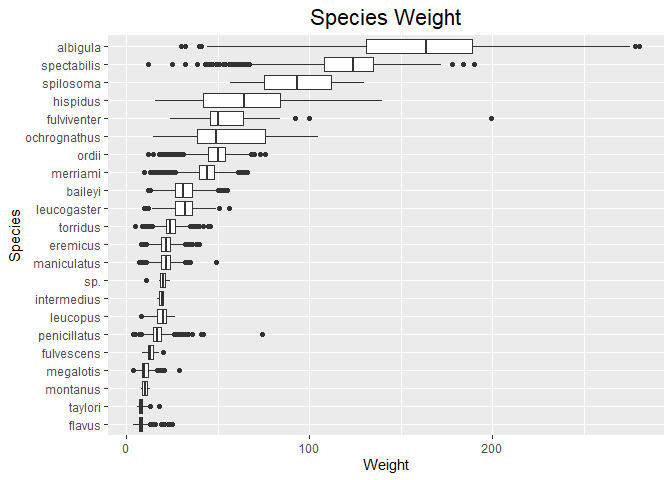 Species Weight
albigula
spectabilis
spilosoma
hispidus
fulviventer
ochrognathus
ordii
merriami
baileyi
leucogaster
torridus
eremicus
maniculatus
sp.
intermedius
leucopus
penicillatus
fulvescens
megalotis
montanus
taylori
flavus
Species
0 100 200
Weight